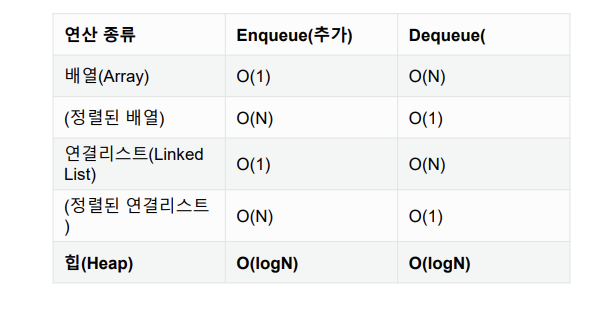 연산 종류 Enqueue(추가) Dequeue(
배열(Array) O(1) O(N)
(정렬된 배열) O(N) O(1)
연결리스트(Linked
List) O(1) O(N)
(정렬된 연결리스트
) O(N) O(1)
힙(Heap) O(logN) O(logN)